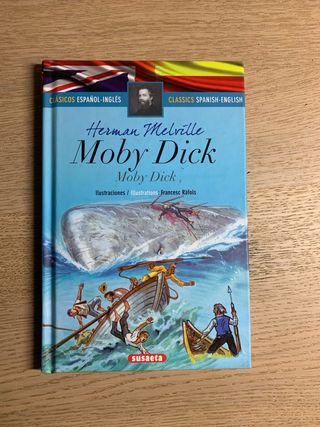 CLÁSICOS ESPAÑOL-INGLÉS
CLASSICS SPANISH-ENGLISH
Herman Melville
Moby Dick
Moby Dick
Ilustraciones / Illustrations Francesc Ràfols
susaeta